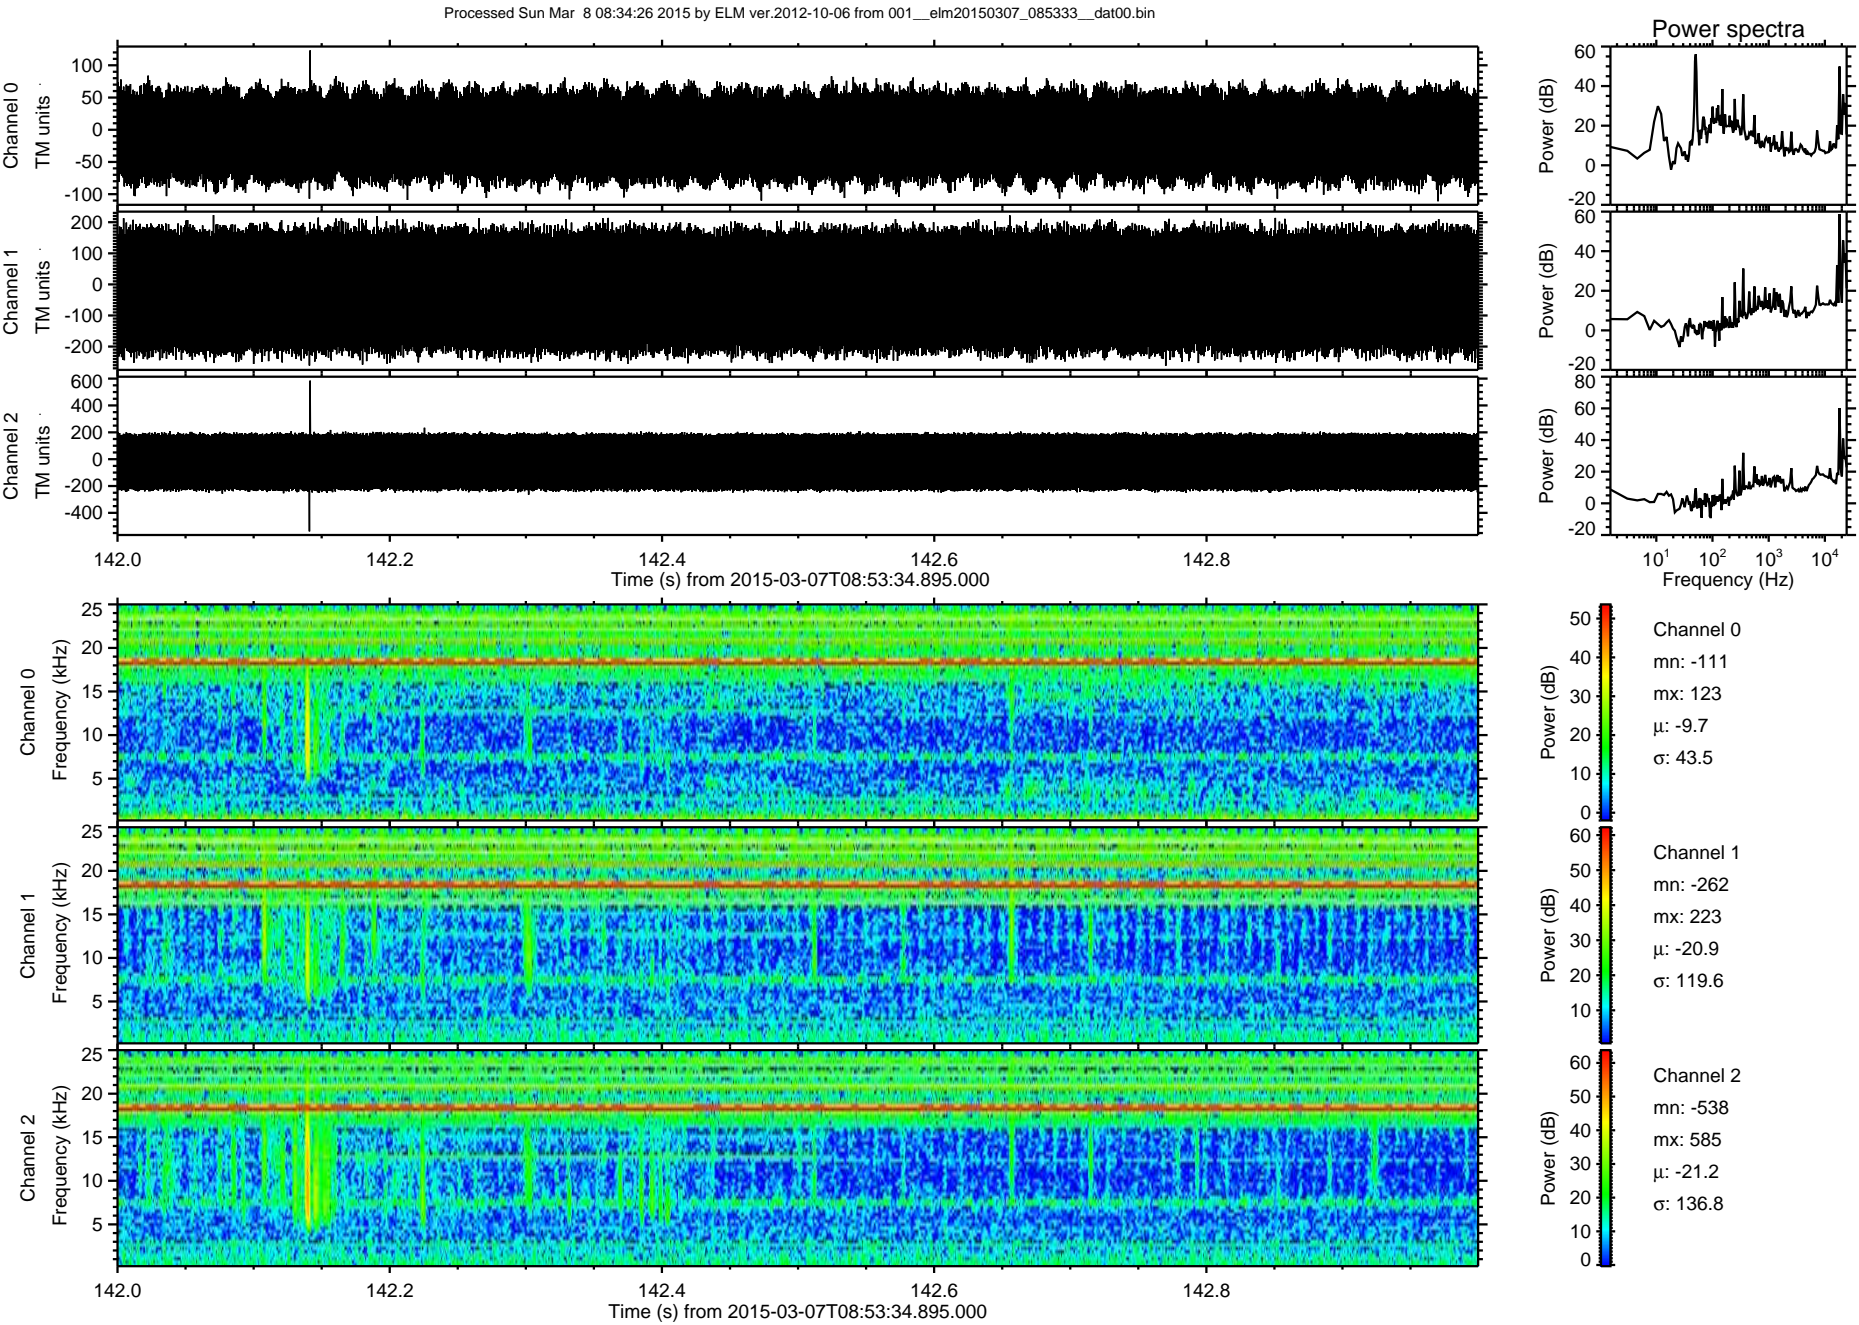 Processed Sun Mar 8 08:34:26 2015 by ELM ver.2012-10-06 from 001__elm20150307_085333__dat00.bin
Power spectra
Channel 0
TM units
100
50
0
-50
-100
Power (dB)
60
40
20
0
-20
Channel 1
TM units
200
100
0
-100
-200
Power (dB)
60
40
20
0
-20
Channel 2
TM units
600
400
200
0
-200
-400
Power (dB)
80
60
40
20
0
-20
142.0 142.2 142.4 142.6 142.8
Time (s) from 2015-03-07T08:53:34.895.000
10¹ 10² 10³ 10⁴
Frequency (Hz)
Channel 0
Frequency (kHz)
25
20
15
10
5
Power (dB)
50
40
30
20
10
0
Channel 0
mn: -111
mx: 123
μ: -9.7
σ: 43.5
Channel 1
Frequency (kHz)
25
20
15
10
5
Power (dB)
60
50
40
30
20
10
Channel 1
mn: -262
mx: 223
μ: -20.9
σ: 119.6
Channel 2
Frequency (kHz)
25
20
15
10
5
Power (dB)
60
50
40
30
20
10
0
Channel 2
mn: -538
mx: 585
μ: -21.2
σ: 136.8
142.0 142.2 142.4 142.6 142.8
Time (s) from 2015-03-07T08:53:34.895.000